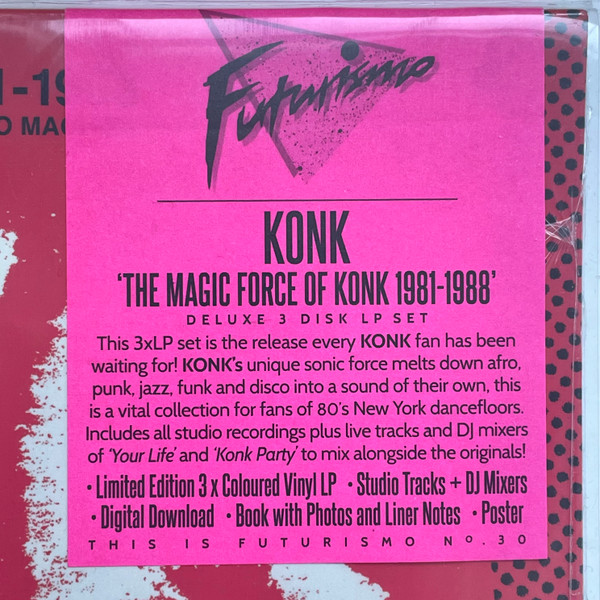 Futurismo
1-19
O MAG
KONK
‘THE MAGIC FORCE OF KONK 1981-1988’
DELUXE 3 DISK LP SET
This 3xLP set is the release every KONK fan has been
waiting for! KONK's unique sonic force melts down afro,
punk, jazz, funk and disco into a sound of their own, this
is a vital collection for fans of 80's New York dancefloors.
Includes all studio recordings plus live tracks and DJ mixers
of ‘Your Life’ and ‘Konk Party’ to mix alongside the originals!
• Limited Edition 3 x Coloured Vinyl LP • Studio Tracks + DJ Mixers
• Digital Download • Book with Photos and Liner Notes • Poster
THIS IS FUTURISMO Nº.30